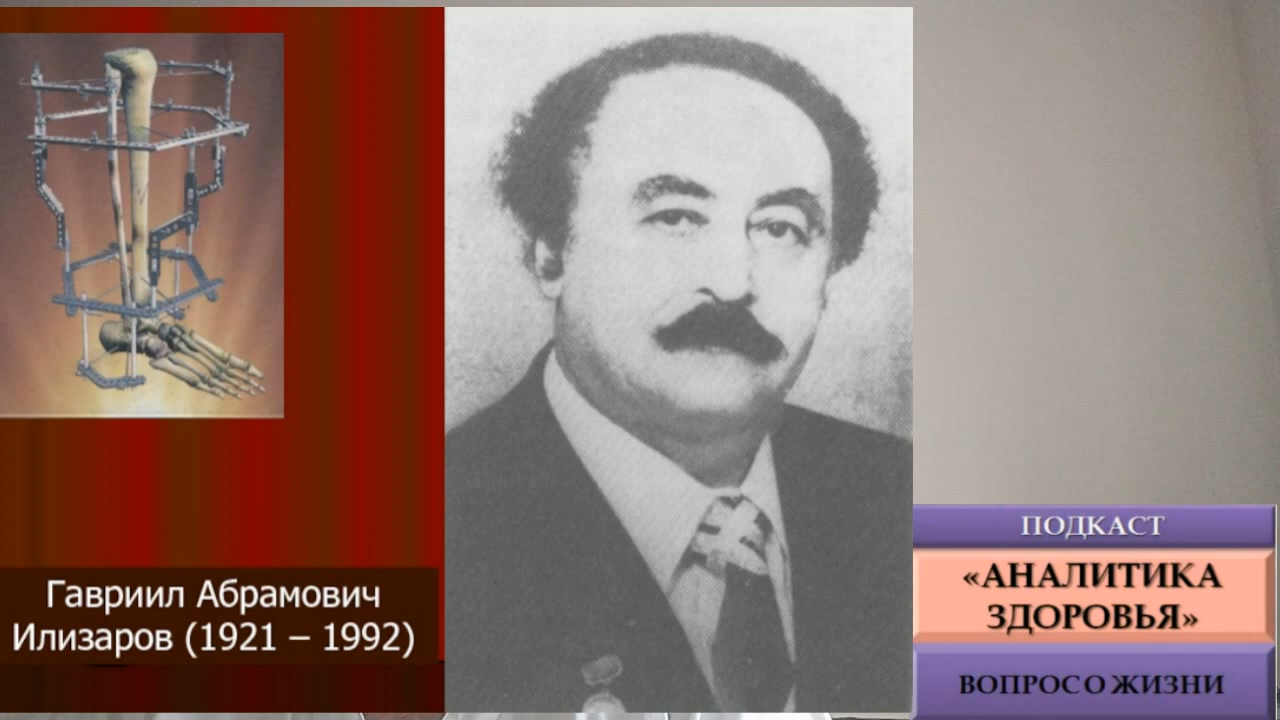 Гавриил Абрамович
Илизаров (1921 – 1992)
ПОДКАСТ
«АНАЛИТИКА
ЗДОРОВЬЯ»
ВОПРОС О ЖИЗНИ